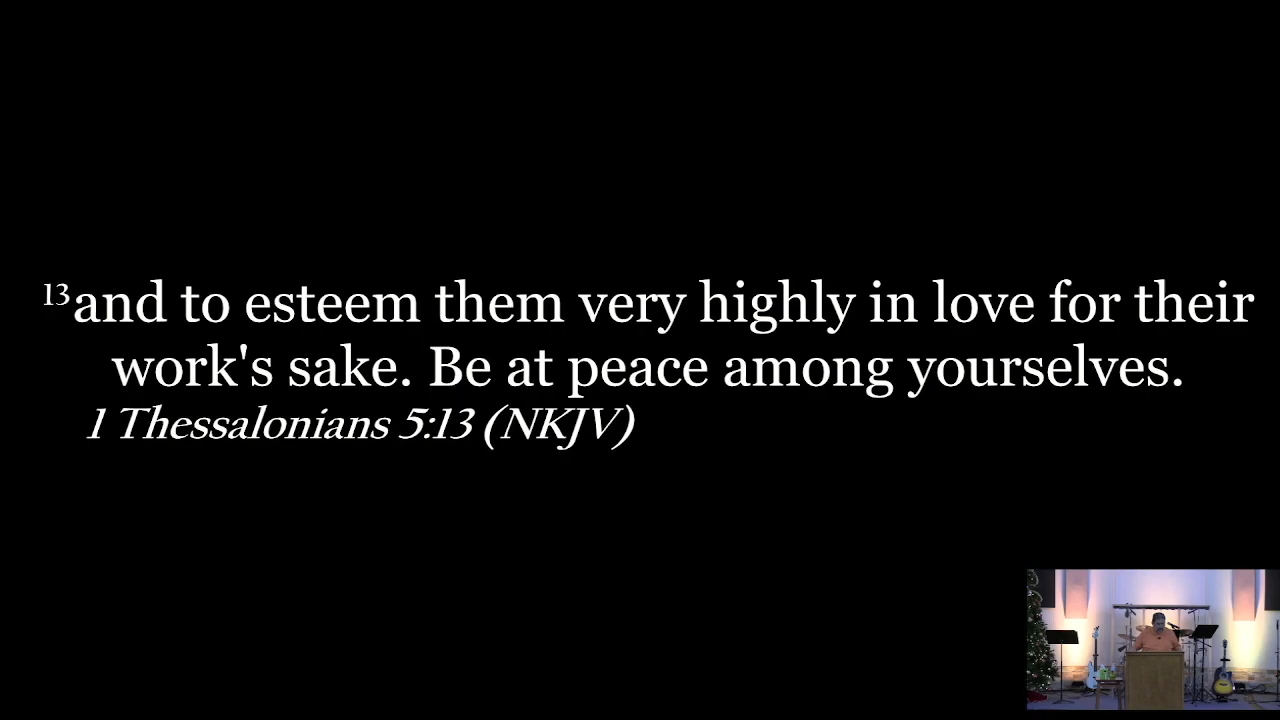 13and to esteem them very highly in love for their
work's sake. Be at peace among yourselves.
1 Thessalonians 5:13 (NKJV)